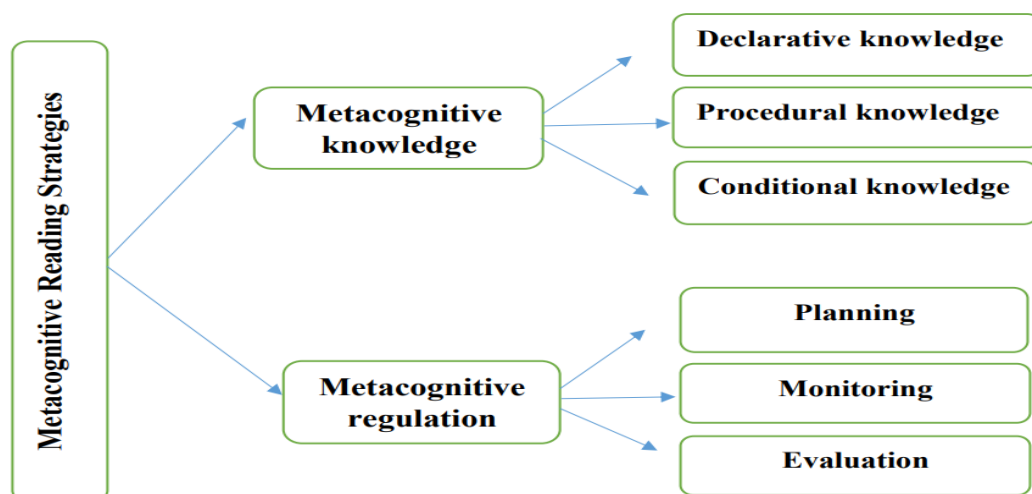 Metacognitive Reading Strategies
Metacognitive
knowledge
Declarative knowledge
Procedural knowledge
Conditional knowledge
Metacognitive
regulation
Planning
Monitoring
Evaluation